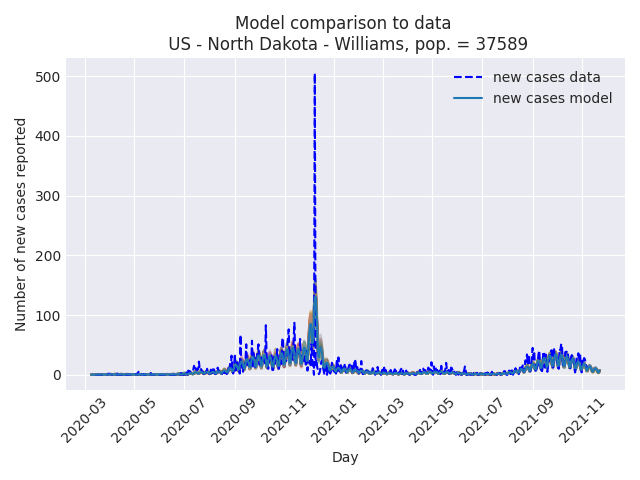 Model comparison to data
US - North Dakota - Williams, pop. = 37589
new cases data
new cases model
Number of new cases reported
500
400
300
200
100
0
2020-03
2020-05
2020-07
2020-09
2020-11
2021-01
2021-03
2021-05
2021-07
2021-09
2021-11
Day